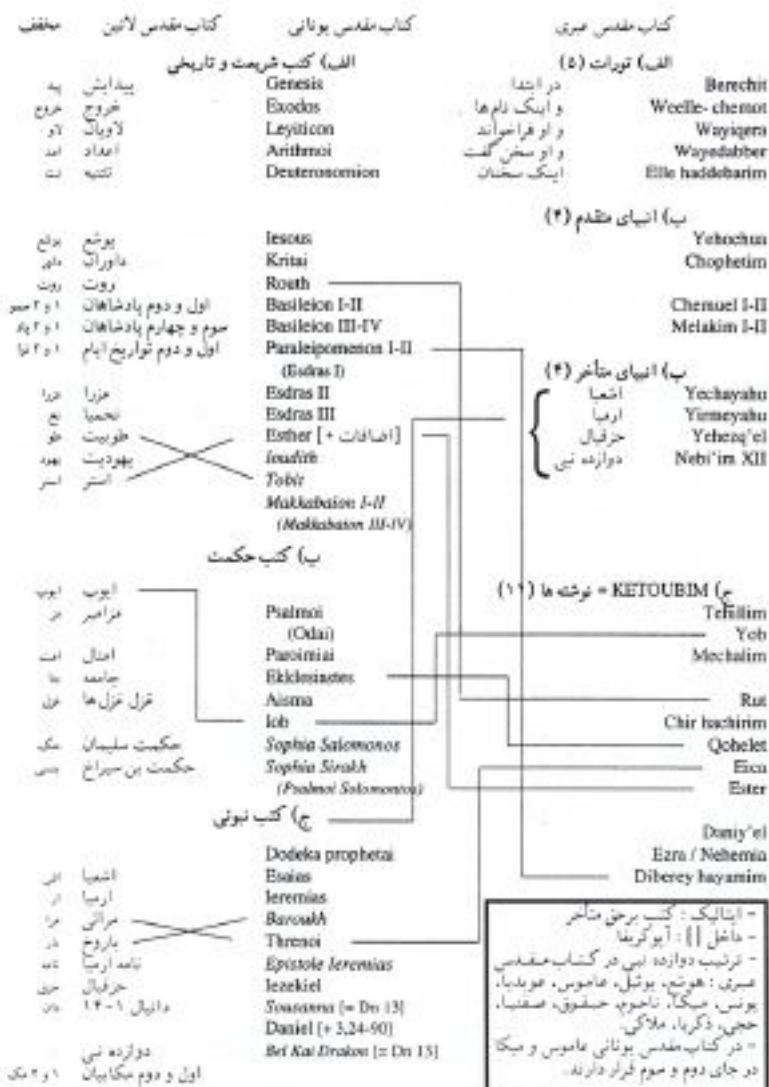 کتاب مقدس عبری کتاب مقدس یونانی کتاب مقدس لاتین مخفف
الف) تورات (۵) الف) کتب شریعت و تاریخی
Berechit در ابتدا Genesis پیدایش پید
Weelle- chemot و اینک نام‌ها Exodos خروج خروج
Wayiqera و او فراخواند Leyiticon لاویان لاو
Wayedabber و او سخن گفت Arithmoi اعداد اعد
Elle haddebarim اینک سخنان Deuteronomion تثنیه تث
ب) انبیای متقدم (۴)
Yehochua Iesous یوشع یوشع
Chophetim Kritai داوران داور
Routh روت روت
Chemuel I-II Basileion I-II اول و دوم پادشاهان ۱ و ۲ سمو
Melakim I-II Basileion III-IV سوم و چهارم پادشاهان ۱ و ۲ پاد
Paraleipomenon I-II اول و دوم تواریخ ایام ۱ و ۲ توا
ب) انبیای متأخر (۴) (Esdras I)
Yechayahu اشعیا Esdras II عزرا عزرا
Yirmeyahu ارمیا Esdras III نحمیا نح
Yehezq'el حزقیال Esther [+ اضافات] طوبیت طو
Nebi'im XII دوازده نبی Ioudith یهودیت یهود
Tobit استر استر
Makkabaion I-II
(Makkabaion III-IV)
ب) کتب حکمت
ج) KETOUBIM = نوشته ها (۱۱) ایوب ایوب
Tehillim Psalmoi مزامیر مز
Yob (Odai)
Mechalim Paroimiai امثال امث
Ekklesiastes جامعه جا
Rut Aisma غزل غزل ها غزل
Chir hachirim Iob
Qohelet Sophia Salomonos حکمت سلیمان حک
Eica Sophia Sirakh حکمت بن سیراخ بنسی
Ester (Psalmoi Solomontos)
ج) کتب نبوتی
Daniy'el Dodeka prophetai
Ezra / Nehemia Esaias اشعیا اش
Diberey hayamim Ieremias ارمیا ار
Baroukh مراثی مرا
Threnoi باروخ با
Epistole Ieremias نامه ارمیا نامه
Iezekiel حزقیال حزق
Sousanna [= Dn 13] دانیال ۱-۱۴ دان
Daniel [+ 3,24-90]
Bel Kai Drakon [= Dn 13] دوازده نبی
اول و دوم مکابیان ۱ و ۲ مک
- ایتالیک : کتب برحق متأخر
- داخل [] : آپوکریفا
- ترتیب دوازده نبی در کتاب مقدس
عبری : هوشع، یوئیل، عاموس، عوبدیا،
یونس، میکا، ناحوم، حبقوق، صفنیا،
حجی، ذکریا، ملاکی.
- در کتاب مقدس یونانی عاموس و میکا
در جای دوم و سوم قرار دارند.